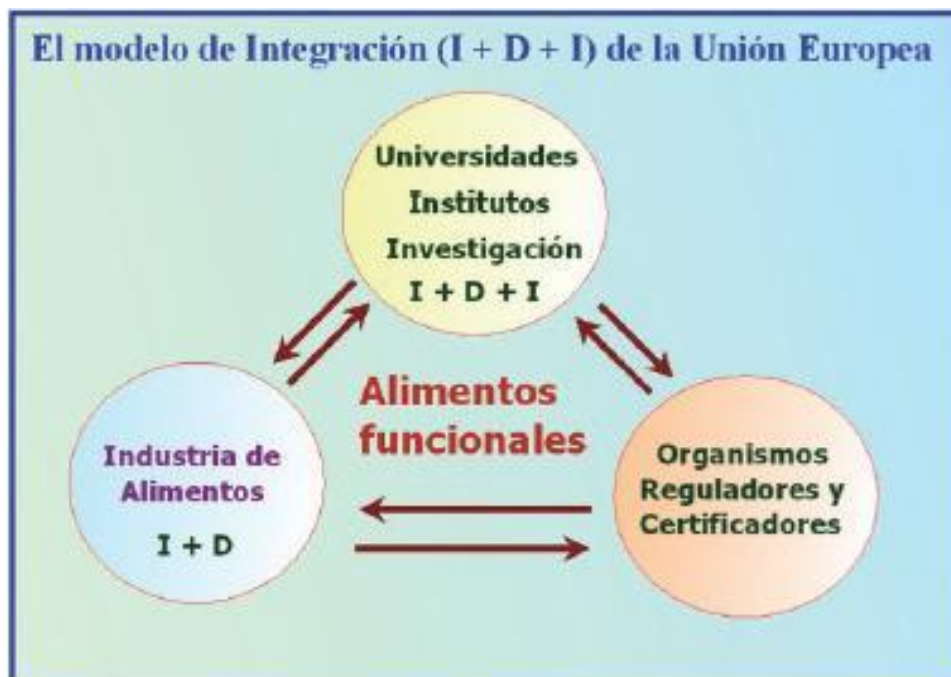 El modelo de Integración (I + D + I) de la Unión Europea
Universidades
Institutos
Investigación
I + D + I
Alimentos
funcionales
Industria de
Alimentos
I + D
Organismos
Reguladores y
Certificadores